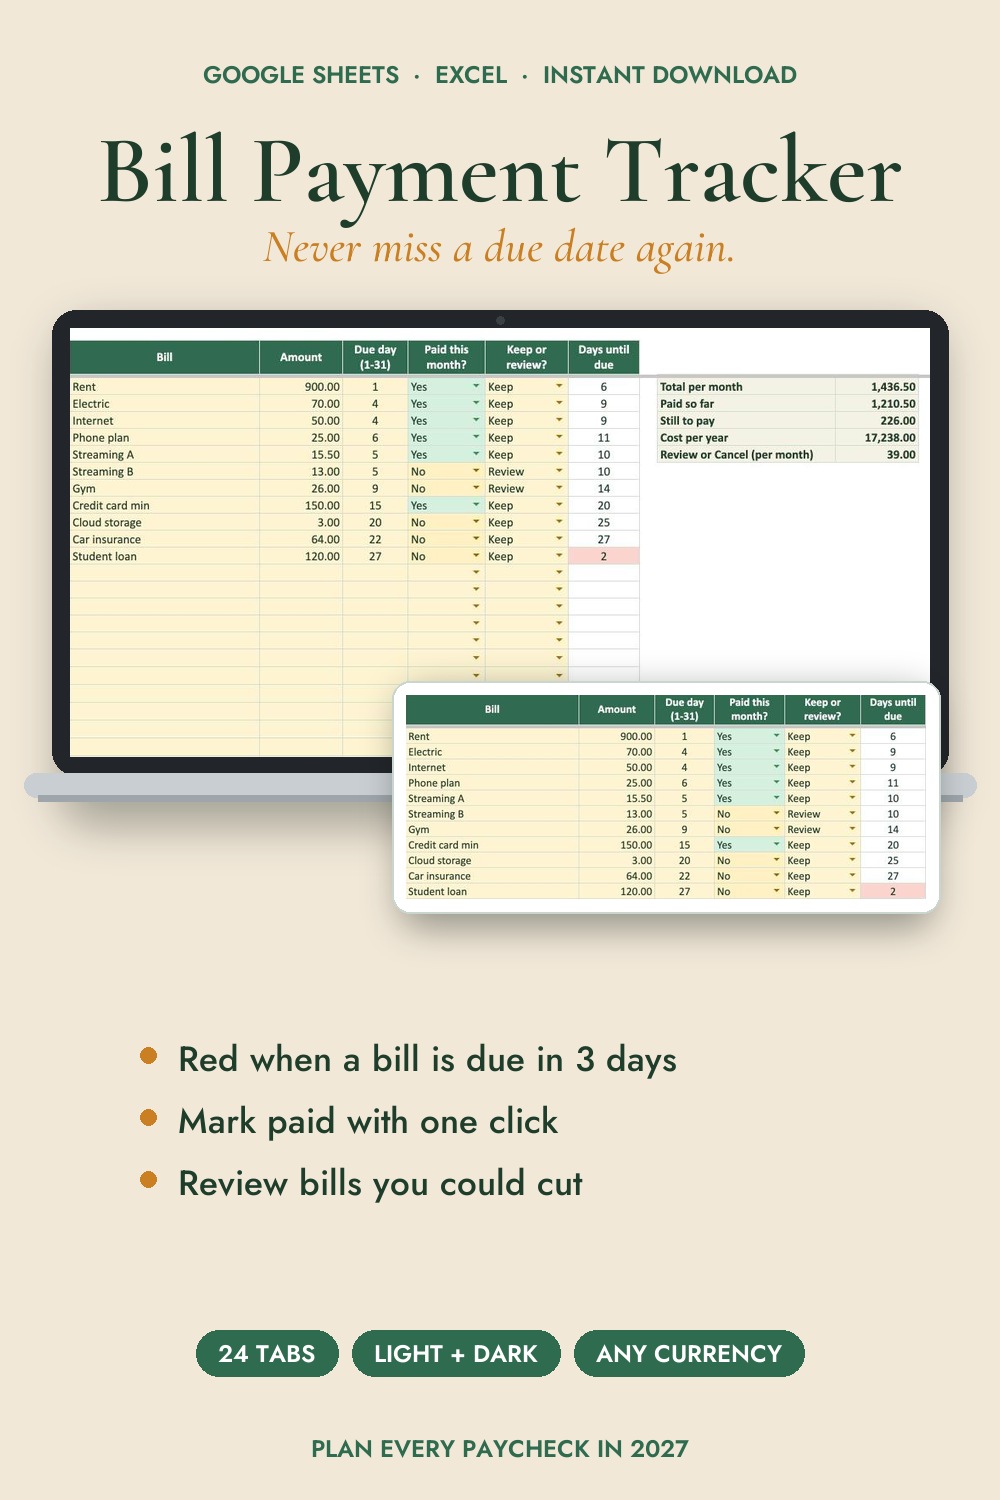 GOOGLE SHEETS · EXCEL · INSTANT DOWNLOAD
Bill Payment Tracker
Never miss a due date again.
Bill Amount Due day (1-31) Paid this month? Keep or review? Days until due
Rent 900.00 1 Yes Keep 6
Electric 70.00 4 Yes Keep 9
Internet 50.00 4 Yes Keep 9
Phone plan 25.00 6 Yes Keep 11
Streaming A 15.50 5 Yes Keep 10
Streaming B 13.00 5 No Review 10
Gym 26.00 9 No Review 14
Credit card min 150.00 15 Yes Keep 20
Cloud storage 3.00 20 No Keep 25
Car insurance 64.00 22 No Keep 27
Student loan 120.00 27 No Keep 2
Total per month 1,436.50
Paid so far 1,210.50
Still to pay 226.00
Cost per year 17,238.00
Review or Cancel (per month) 39.00
Bill Amount Due day (1-31) Paid this month? Keep or review? Days until due
Rent 900.00 1 Yes Keep 6
Electric 70.00 4 Yes Keep 9
Internet 50.00 4 Yes Keep 9
Phone plan 25.00 6 Yes Keep 11
Streaming A 15.50 5 Yes Keep 10
Streaming B 13.00 5 No Review 10
Gym 26.00 9 No Review 14
Credit card min 150.00 15 Yes Keep 20
Cloud storage 3.00 20 No Keep 25
Car insurance 64.00 22 No Keep 27
Student loan 120.00 27 No Keep 2
Red when a bill is due in 3 days
Mark paid with one click
Review bills you could cut
24 TABS LIGHT + DARK ANY CURRENCY
PLAN EVERY PAYCHECK IN 2027